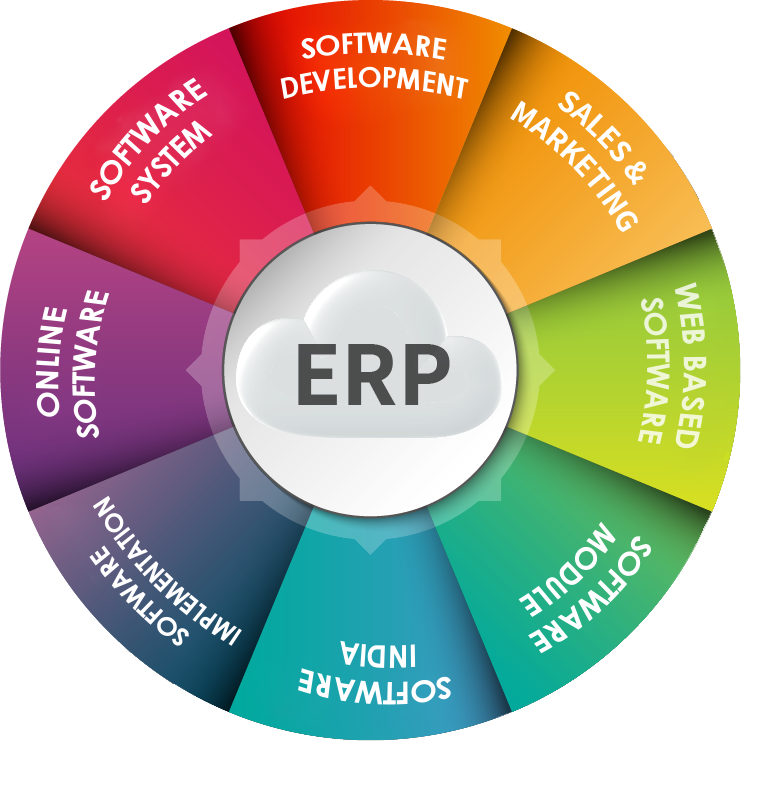 SOFTWARE
DEVELOPMENT
SALES &
MARKETING
WEB BASED
SOFTWARE
SOFTWARE
MODULE
SOFTWARE
INDIA
SOFTWARE
IMPLEMENTATION
ONLINE
SOFTWARE
SOFTWARE
SYSTEM
ERP